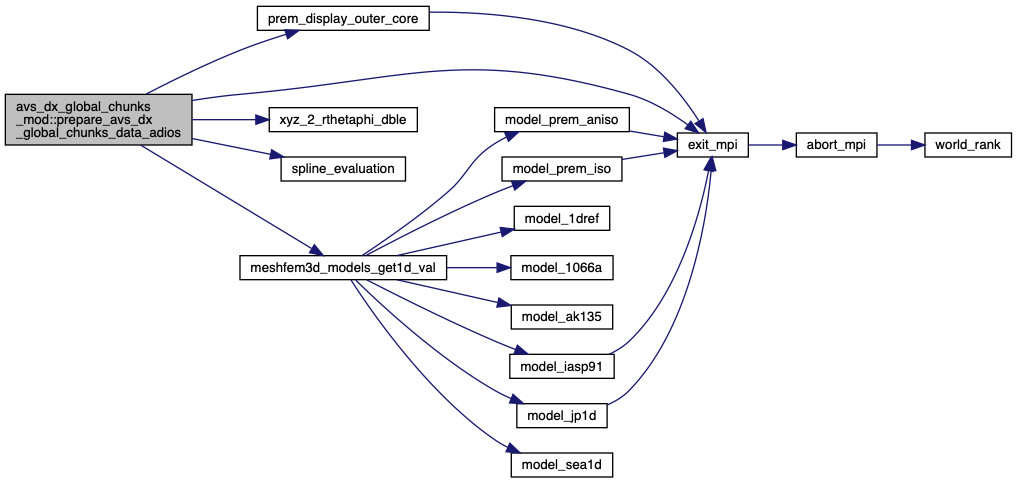 prem_display_outer_core
avs_dx_global_chunks
_mod::prepare_avs_dx
_global_chunks_data_adios
xyz_2_rthetaphi_dble
spline_evaluation
meshfem3d_models_get1d_val
model_prem_aniso
model_prem_iso
model_1dref
model_1066a
model_ak135
model_iasp91
model_jp1d
model_sea1d
exit_mpi
abort_mpi
world_rank